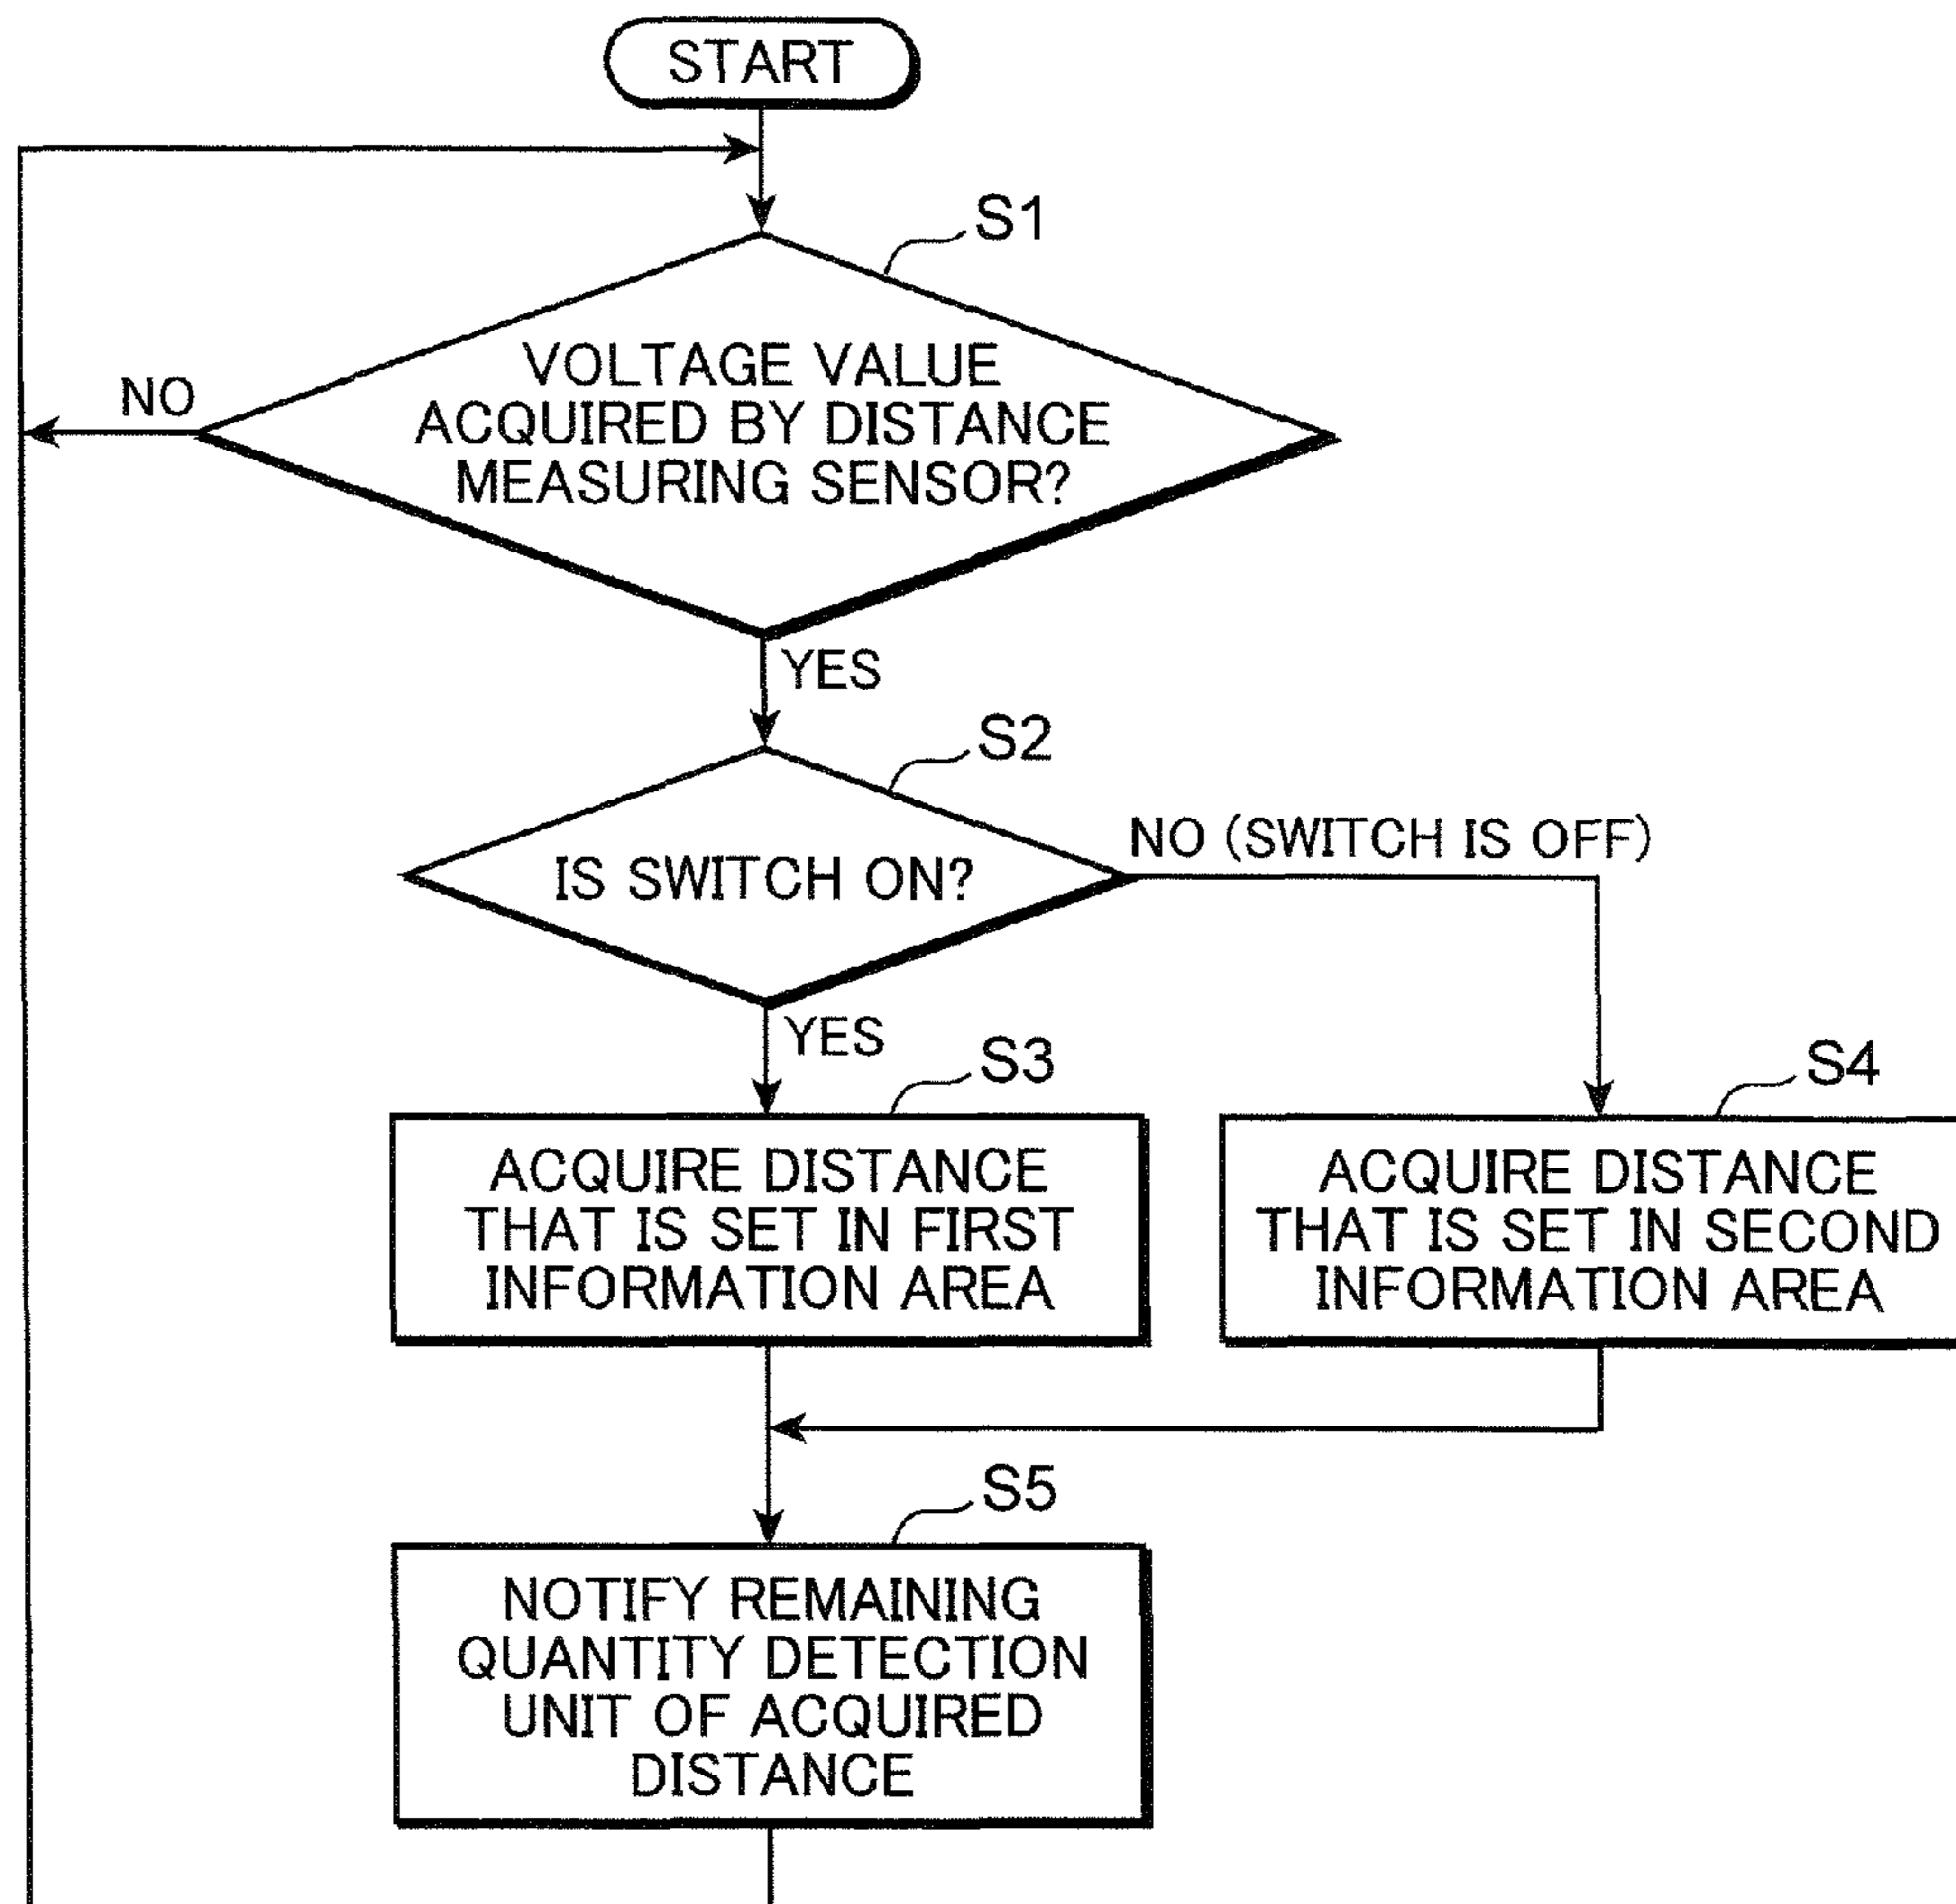 START
S1
VOLTAGE VALUE
ACQUIRED BY DISTANCE
MEASURING SENSOR?
NO
YES
S2
IS SWITCH ON?
NO (SWITCH IS OFF)
YES
S3
ACQUIRE DISTANCE
THAT IS SET IN FIRST
INFORMATION AREA
S4
ACQUIRE DISTANCE
THAT IS SET IN SECOND
INFORMATION AREA
S5
NOTIFY REMAINING
QUANTITY DETECTION
UNIT OF ACQUIRED
DISTANCE